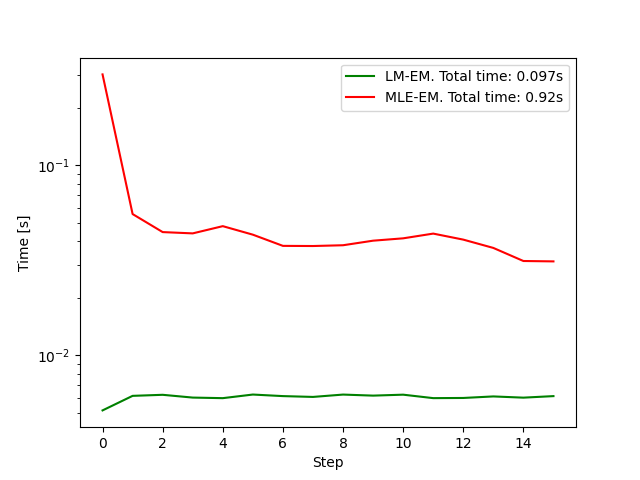 LM-EM. Total time: 0.097s
MLE-EM. Total time: 0.92s
10⁻¹
10⁻²
Time [s]
0 2 4 6 8 10 12 14
Step